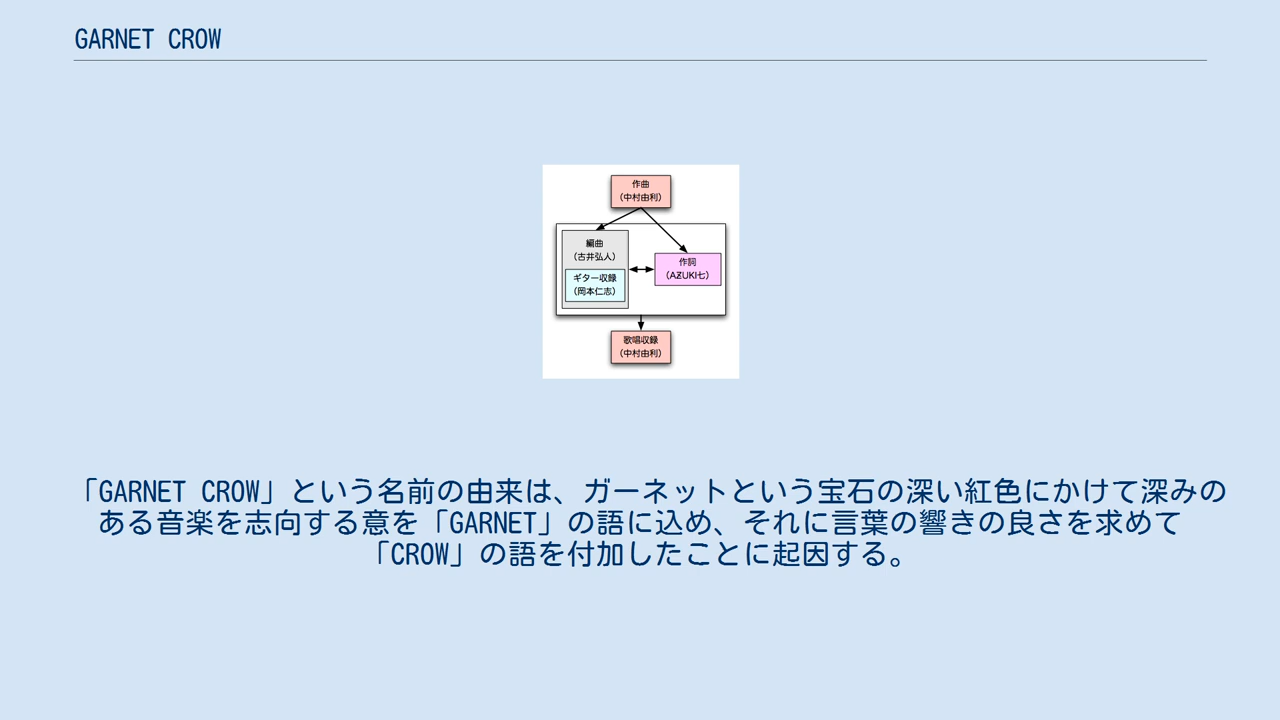 GARNET CROW
作曲
(中村由利)
編曲
(古井弘人)
ギター収録
(岡本仁志)
作詞
(AZUKI七)
歌唱収録
(中村由利)
「GARNET CROW」という名前の由来は、ガーネットという宝石の深い紅色にかけて深みの
ある音楽を志向する意を「GARNET」の語に込め、それに言葉の響きの良さを求めて
「CROW」の語を付加したことに起因する。